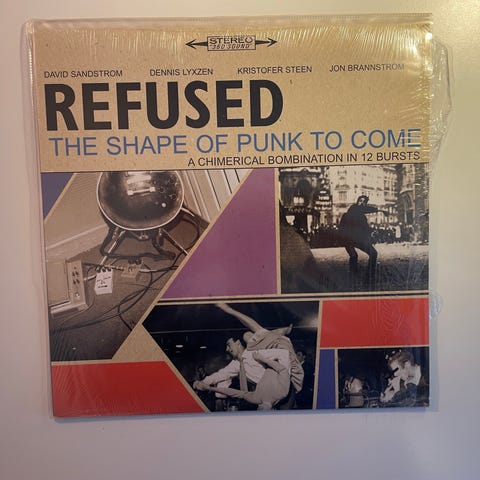 STEREO
360 SOUND
DAVID SANDSTROM DENNIS LYXZEN KRISTOFER STEEN JON BRANNSTROM
REFUSED
THE SHAPE OF PUNK TO COME
A CHIMERICAL BOMBINATION IN 12 BURSTS